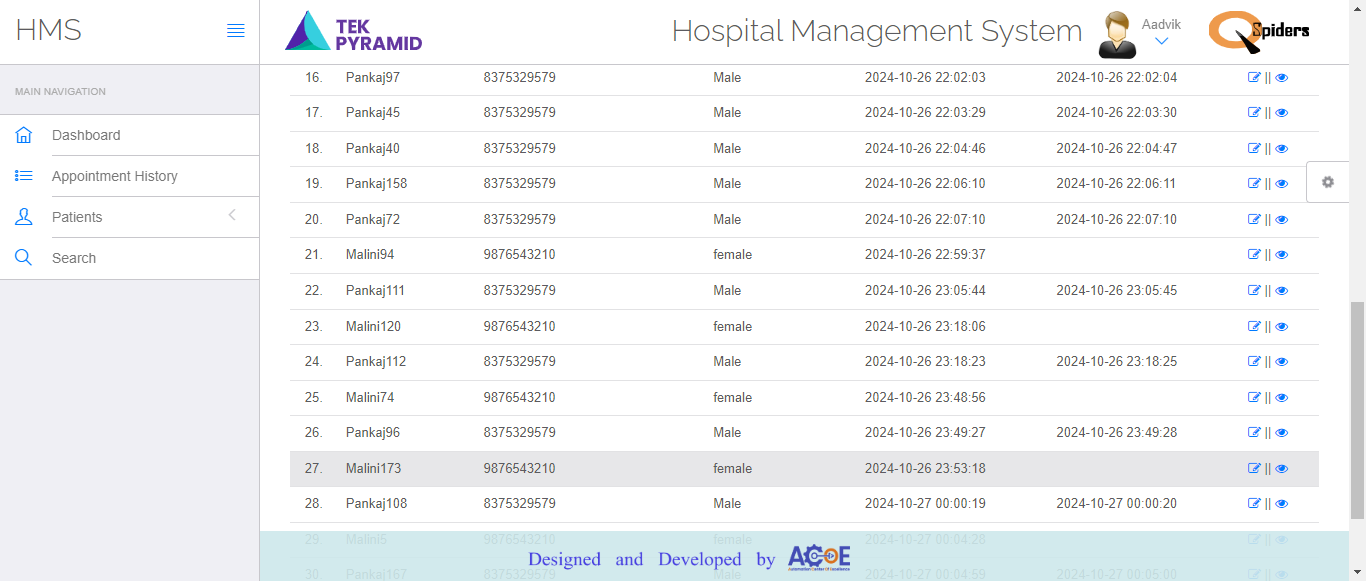 HMS
TEK
PYRAMID
Hospital Management System
Aadvik
Spiders
MAIN NAVIGATION
Dashboard
Appointment History
Patients
Search
16. Pankaj97 8375329579 Male 2024-10-26 22:02:03 2024-10-26 22:02:04 ||
17. Pankaj45 8375329579 Male 2024-10-26 22:03:29 2024-10-26 22:03:30 ||
18. Pankaj40 8375329579 Male 2024-10-26 22:04:46 2024-10-26 22:04:47 ||
19. Pankaj158 8375329579 Male 2024-10-26 22:06:10 2024-10-26 22:06:11 ||
20. Pankaj72 8375329579 Male 2024-10-26 22:07:10 2024-10-26 22:07:10 ||
21. Malini94 9876543210 female 2024-10-26 22:59:37 ||
22. Pankaj111 8375329579 Male 2024-10-26 23:05:44 2024-10-26 23:05:45 ||
23. Malini120 9876543210 female 2024-10-26 23:18:06 ||
24. Pankaj112 8375329579 Male 2024-10-26 23:18:23 2024-10-26 23:18:25 ||
25. Malini74 9876543210 female 2024-10-26 23:48:56 ||
26. Pankaj96 8375329579 Male 2024-10-26 23:49:27 2024-10-26 23:49:28 ||
27. Malini173 9876543210 female 2024-10-26 23:53:18 ||
28. Pankaj108 8375329579 Male 2024-10-27 00:00:19 2024-10-27 00:00:20 ||
29. Malini5 female 2024-10-27 00:04:28 ||
Designed and Developed by ACOE
30. Pankaj167 Male 2024-10-27 00:04:59 2024-10-27 00:05:00 ||